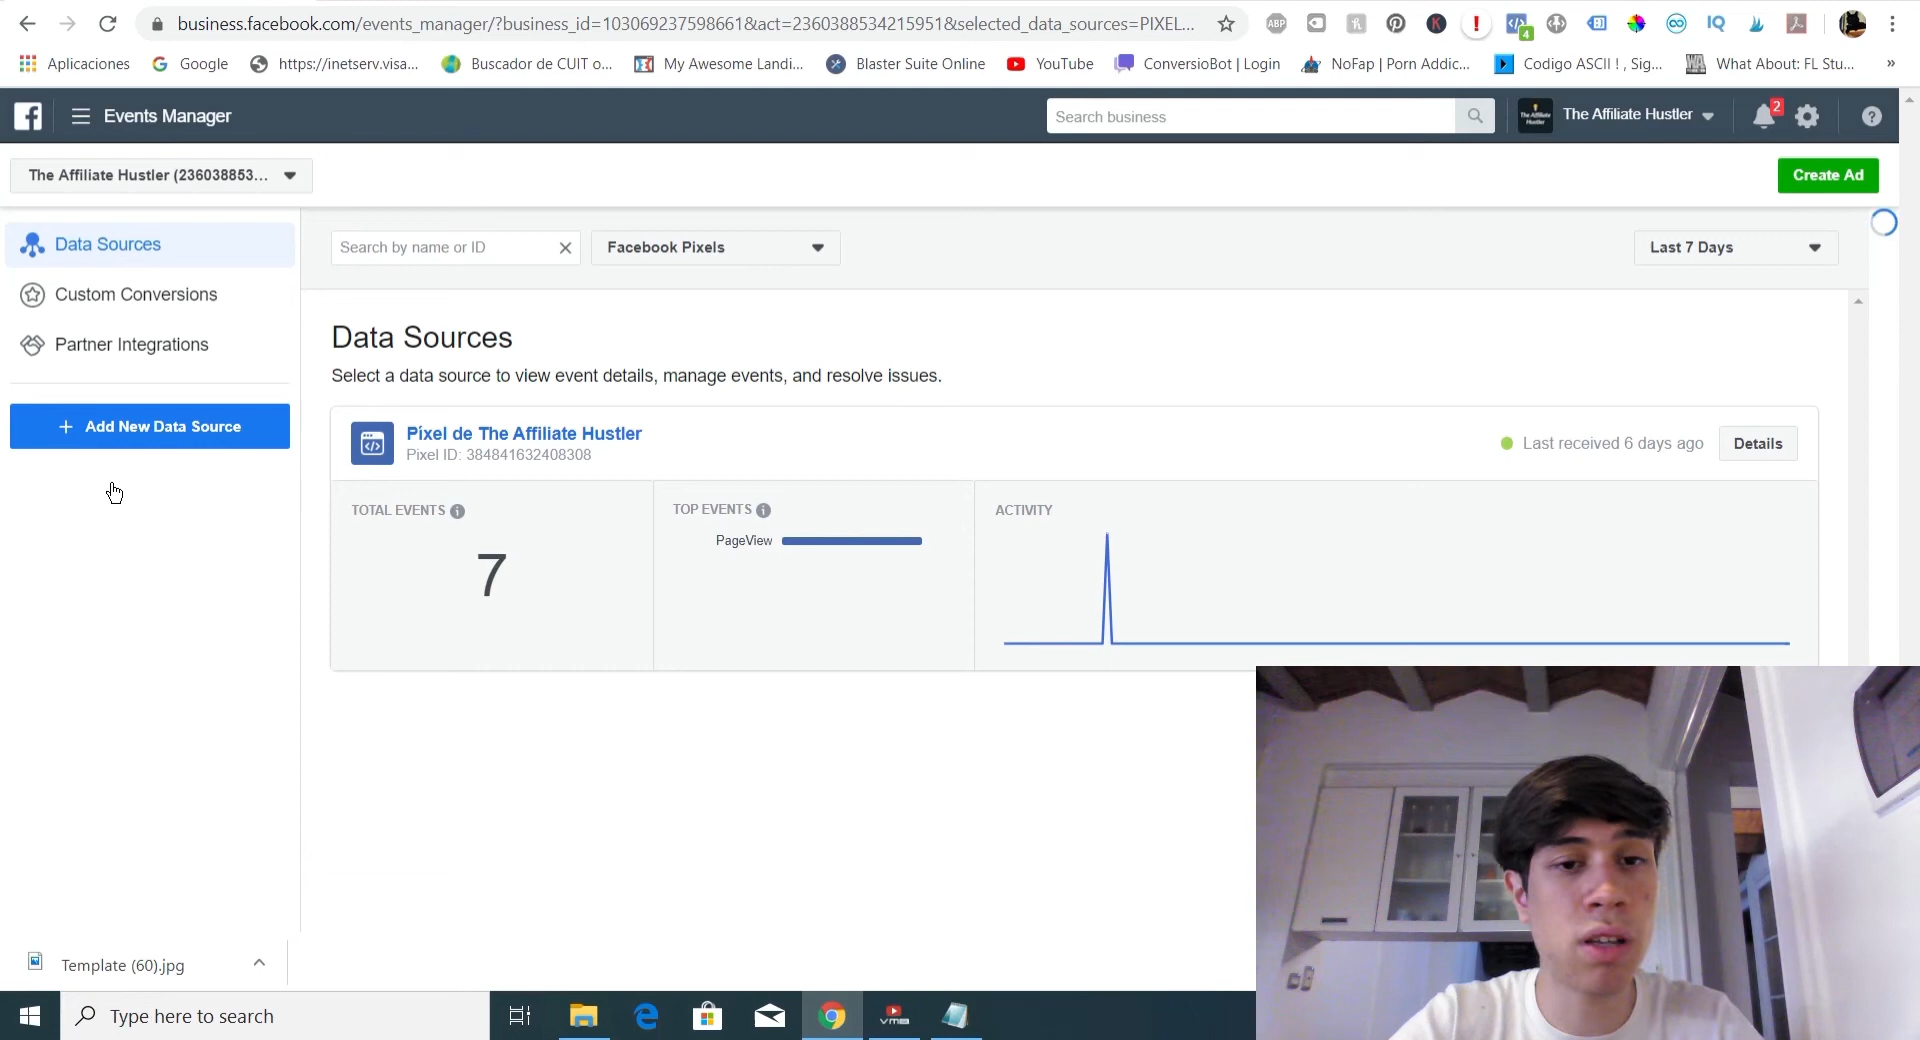 business.facebook.com/events_manager/?business_id=103069237598661&act=2360388534215951&selected_data_sources=PIXEL...
ABP
4
IQ
Aplicaciones
Google
https://inetserv.visa...
Buscador de CUIT o...
My Awesome Landi...
Blaster Suite Online
YouTube
ConversioBot | Login
NoFap | Porn Addic...
Codigo ASCII ! , Sig...
What About: FL Stu...
»
Events Manager
Search business
The Affiliate Hustler
2
The Affiliate Hustler (236038853...
Create Ad
Data Sources
Custom Conversions
Partner Integrations
+ Add New Data Source
Search by name or ID
Facebook Pixels
Last 7 Days
Data Sources
Select a data source to view event details, manage events, and resolve issues.
Píxel de The Affiliate Hustler
Pixel ID: 384841632408308
Last received 6 days ago
Details
TOTAL EVENTS
7
TOP EVENTS
PageView
ACTIVITY
Template (60).jpg
Type here to search